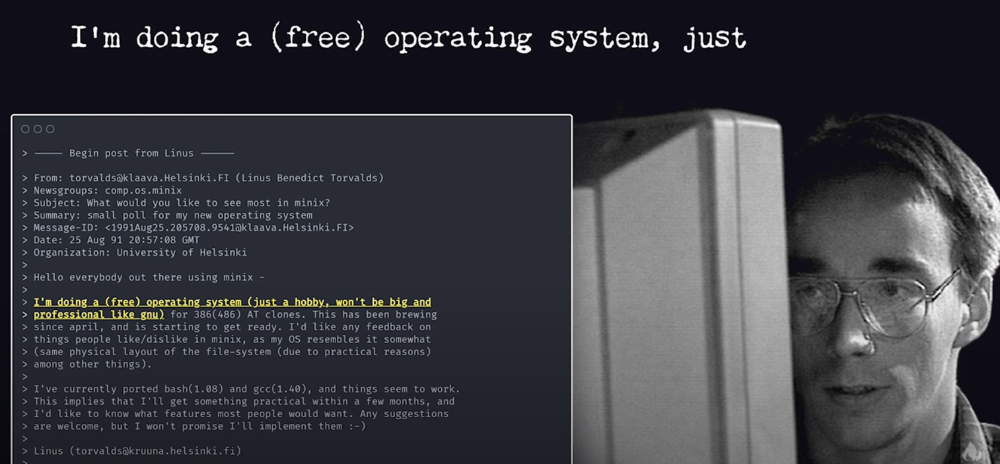 I'm doing a (free) operating system, just
> —— Begin post from Linus ——
> From: torvalds@klaava.Helsinki.FI (Linus Benedict Torvalds)
> Newsgroups: comp.os.minix
> Subject: What would you like to see most in minix?
> Summary: small poll for my new operating system
> Message-ID: <1991Aug25.205708.9541@klaava.Helsinki.FI>
> Date: 25 Aug 91 20:57:08 GMT
> Organization: University of Helsinki
>
> Hello everybody out there using minix -
>
> I'm doing a (free) operating system (just a hobby, won't be big and
> professional like gnu) for 386(486) AT clones. This has been brewing
> since april, and is starting to get ready. I'd like any feedback on
> things people like/dislike in minix, as my OS resembles it somewhat
> (same physical layout of the file-system (due to practical reasons)
> among other things).
>
> I've currently ported bash(1.08) and gcc(1.40), and things seem to work.
> This implies that I'll get something practical within a few months, and
> I'd like to know what features most people would want. Any suggestions
> are welcome, but I won't promise I'll implement them :-)
>
> Linus (torvalds@kruuna.helsinki.fi)
>